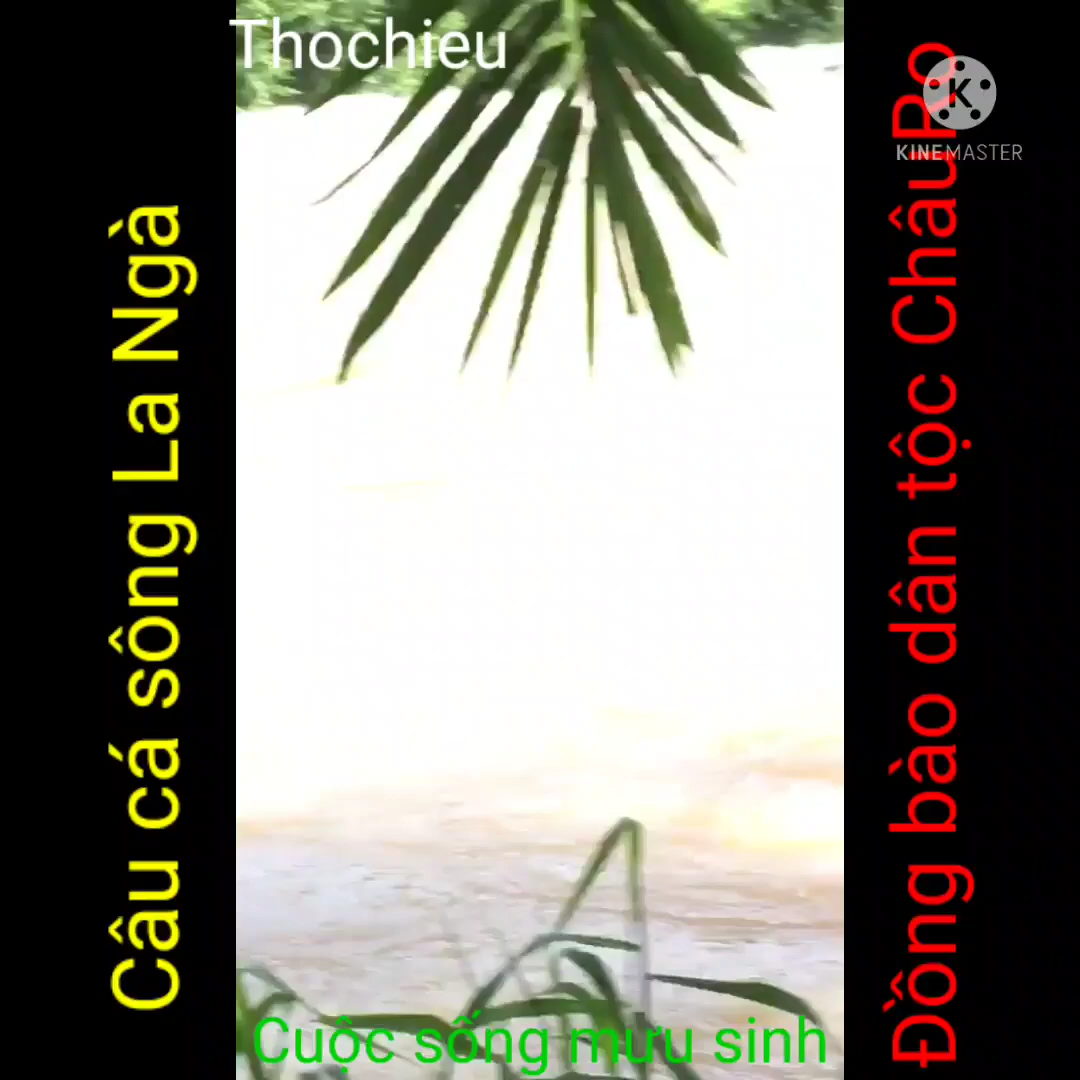 Thochieu
KINEMASTER
Câu cá sông La Ngà
Đồng bào dân tộc ChâuRo
Cuộc sống mưu sinh